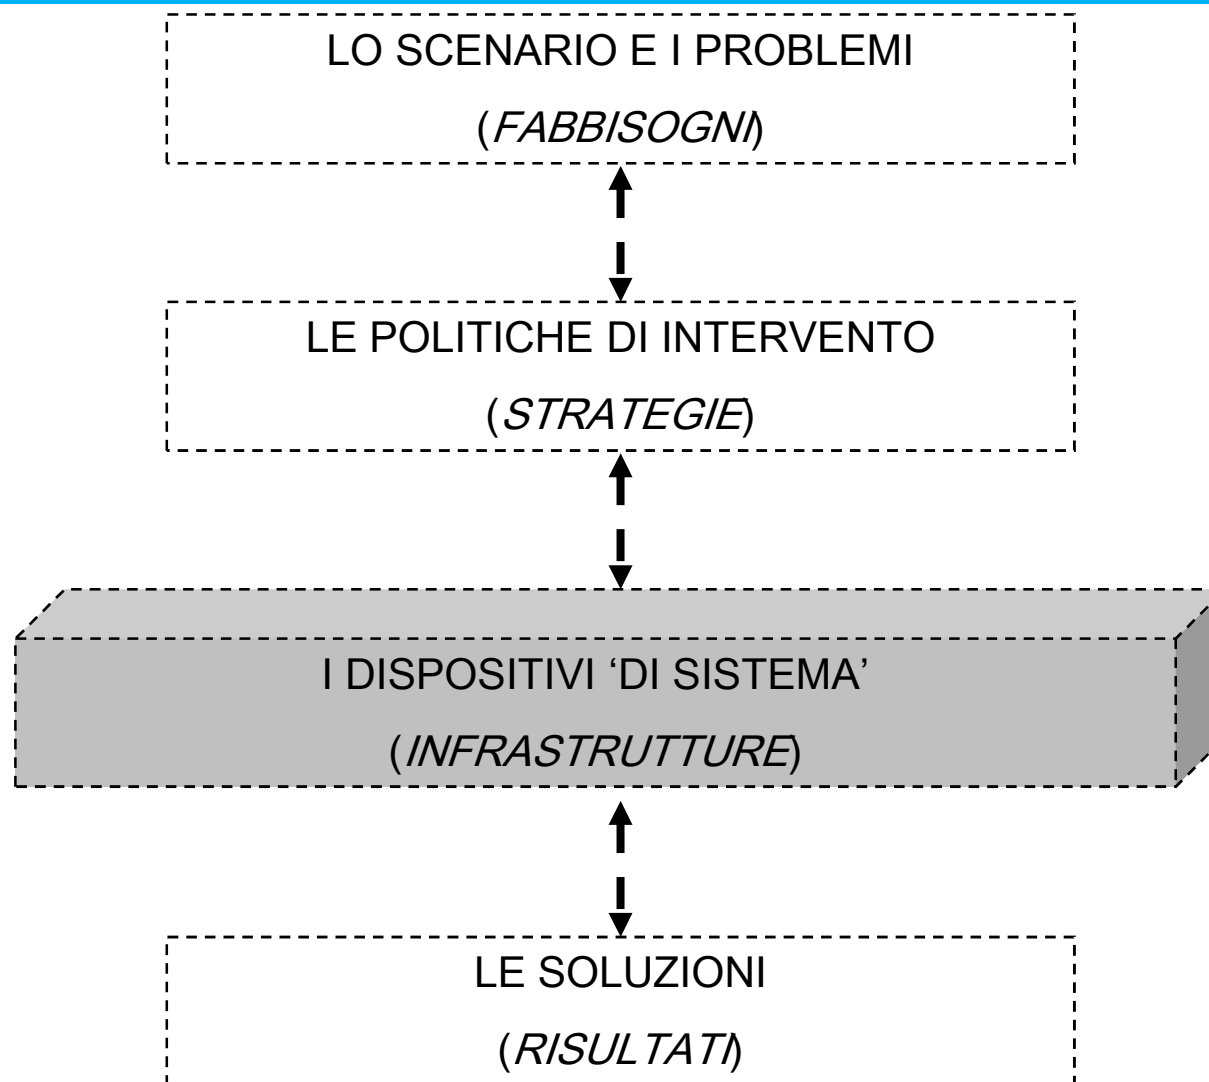 LO SCENARIO E I PROBLEMI
(FABBISOGNI)
LE POLITICHE DI INTERVENTO
(STRATEGIE)
I DISPOSITIVI ‘DI SISTEMA’
(INFRASTRUTTURE)
LE SOLUZIONI
(RISULTATI)